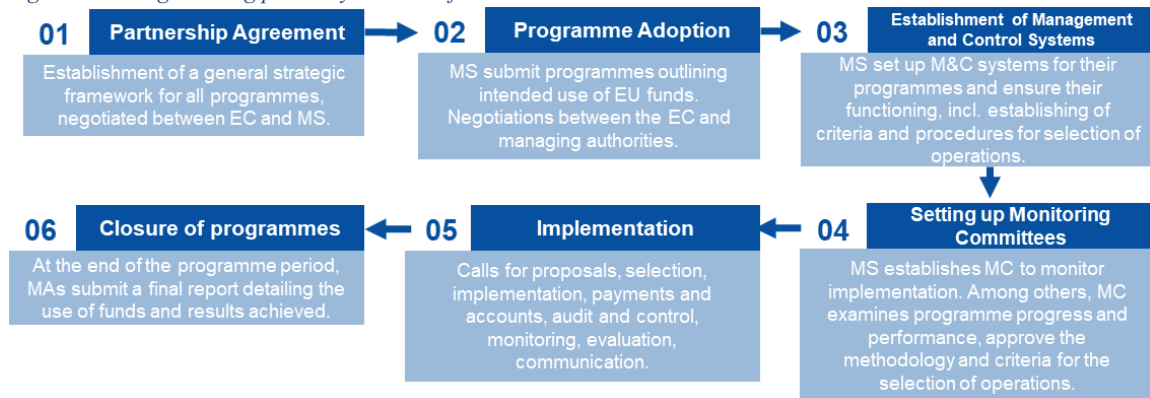 01
Partnership Agreement
Establishment of a general strategic
framework for all programmes,
negotiated between EC and MS.
02
Programme Adoption
MS submit programmes outlining
intended use of EU funds.
Negotiations between the EC and
managing authorities.
03
Establishment of Management
and Control Systems
MS set up M&C systems for their
programmes and ensure their
functioning, incl. establishing of
criteria and procedures for selection of
operations.
04
Setting up Monitoring
Committees
MS establishes MC to monitor
implementation. Among others, MC
examines programme progress and
performance, approve the
methodology and criteria for the
selection of operations.
05
Implementation
Calls for proposals, selection,
implementation, payments and
accounts, audit and control,
monitoring, evaluation,
communication.
06
Closure of programmes
At the end of the programme period,
MAs submit a final report detailing the
use of funds and results achieved.